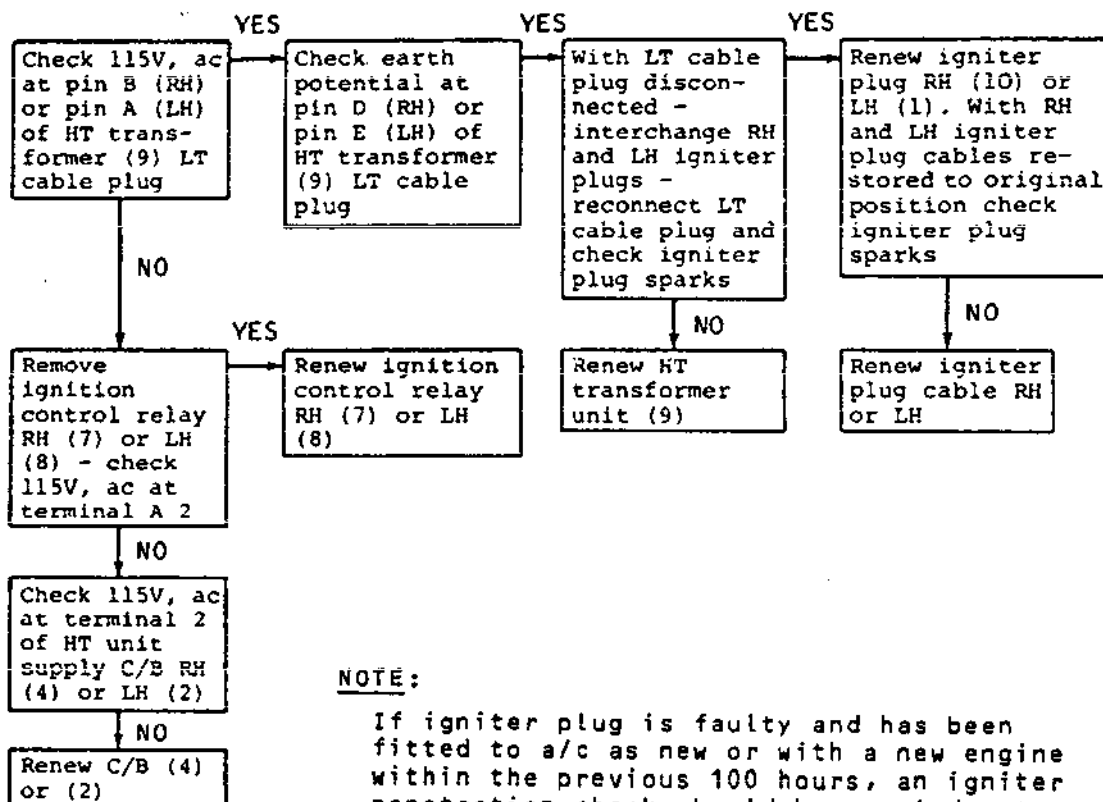 YES
YES
YES
Check 115V, ac
at pin B (RH)
or pin A (LH)
of HT trans-
former (9) LT
cable plug
Check earth
potential at
pin D (RH) or
pin E (LH) of
HT transformer
(9) LT cable
plug
With LT cable
plug discon-
nected -
interchange RH
and LH igniter
plugs -
reconnect LT
cable plug and
check igniter
plug sparks
Renew igniter
plug RH (10) or
LH (1). With RH
and LH igniter
plug cables re-
stored to original
position check
igniter plug
sparks
NO
YES
NO
NO
Remove
ignition
control relay
RH (7) or LH
(8) - check
115V, ac at
terminal A 2
Renew ignition
control relay
RH (7) or LH
(8)
Renew HT
transformer
unit (9)
Renew igniter
plug cable RH
or LH
NO
Check 115V, ac
at terminal 2
of HT unit
supply C/B RH
(4) or LH (2)
NO
Renew C/B (4)
or (2)
NOTE:
If igniter plug is faulty and has been
fitted to a/c as new or with a new engine
within the previous 100 hours, an igniter